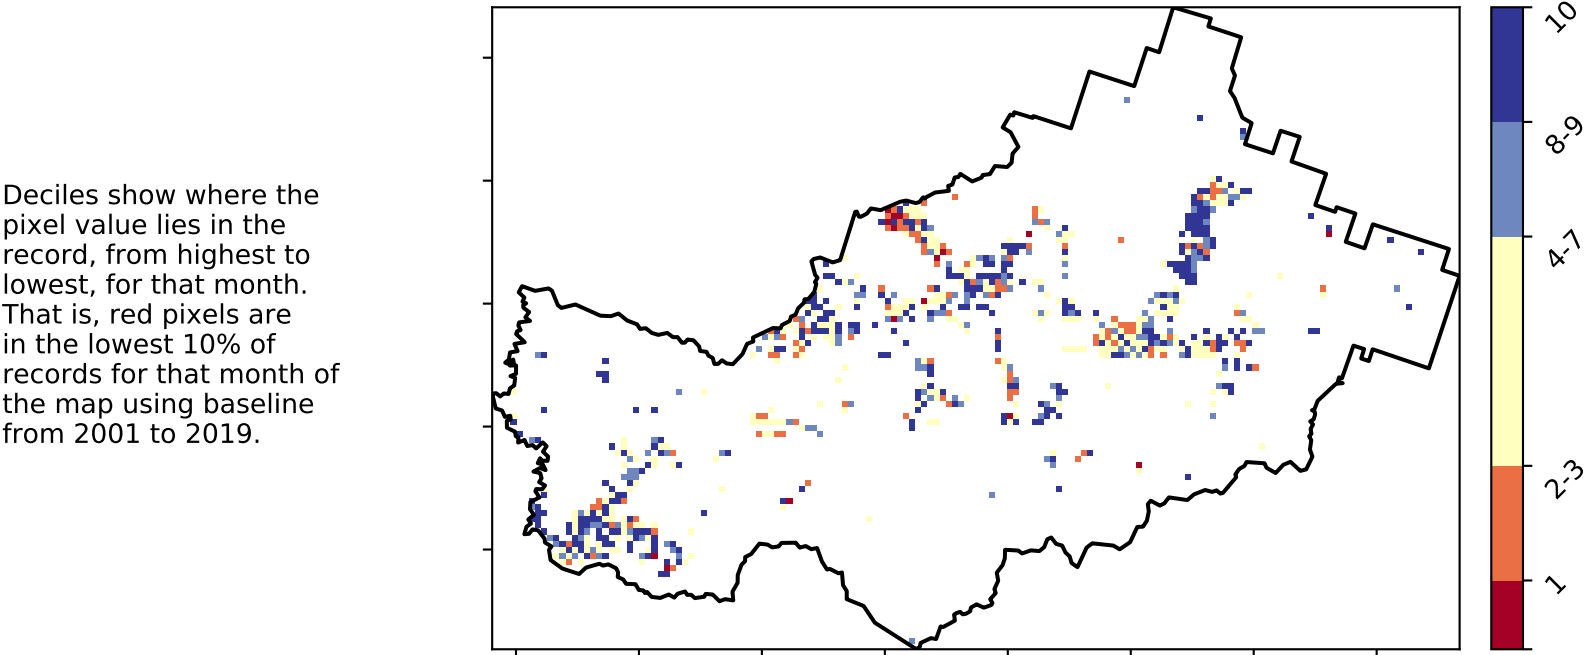 Deciles show where the
pixel value lies in the
record, from highest to
lowest, for that month.
That is, red pixels are
in the lowest 10% of
records for that month of
the map using baseline
from 2001 to 2019.
10
8-9
4-7
2-3
1